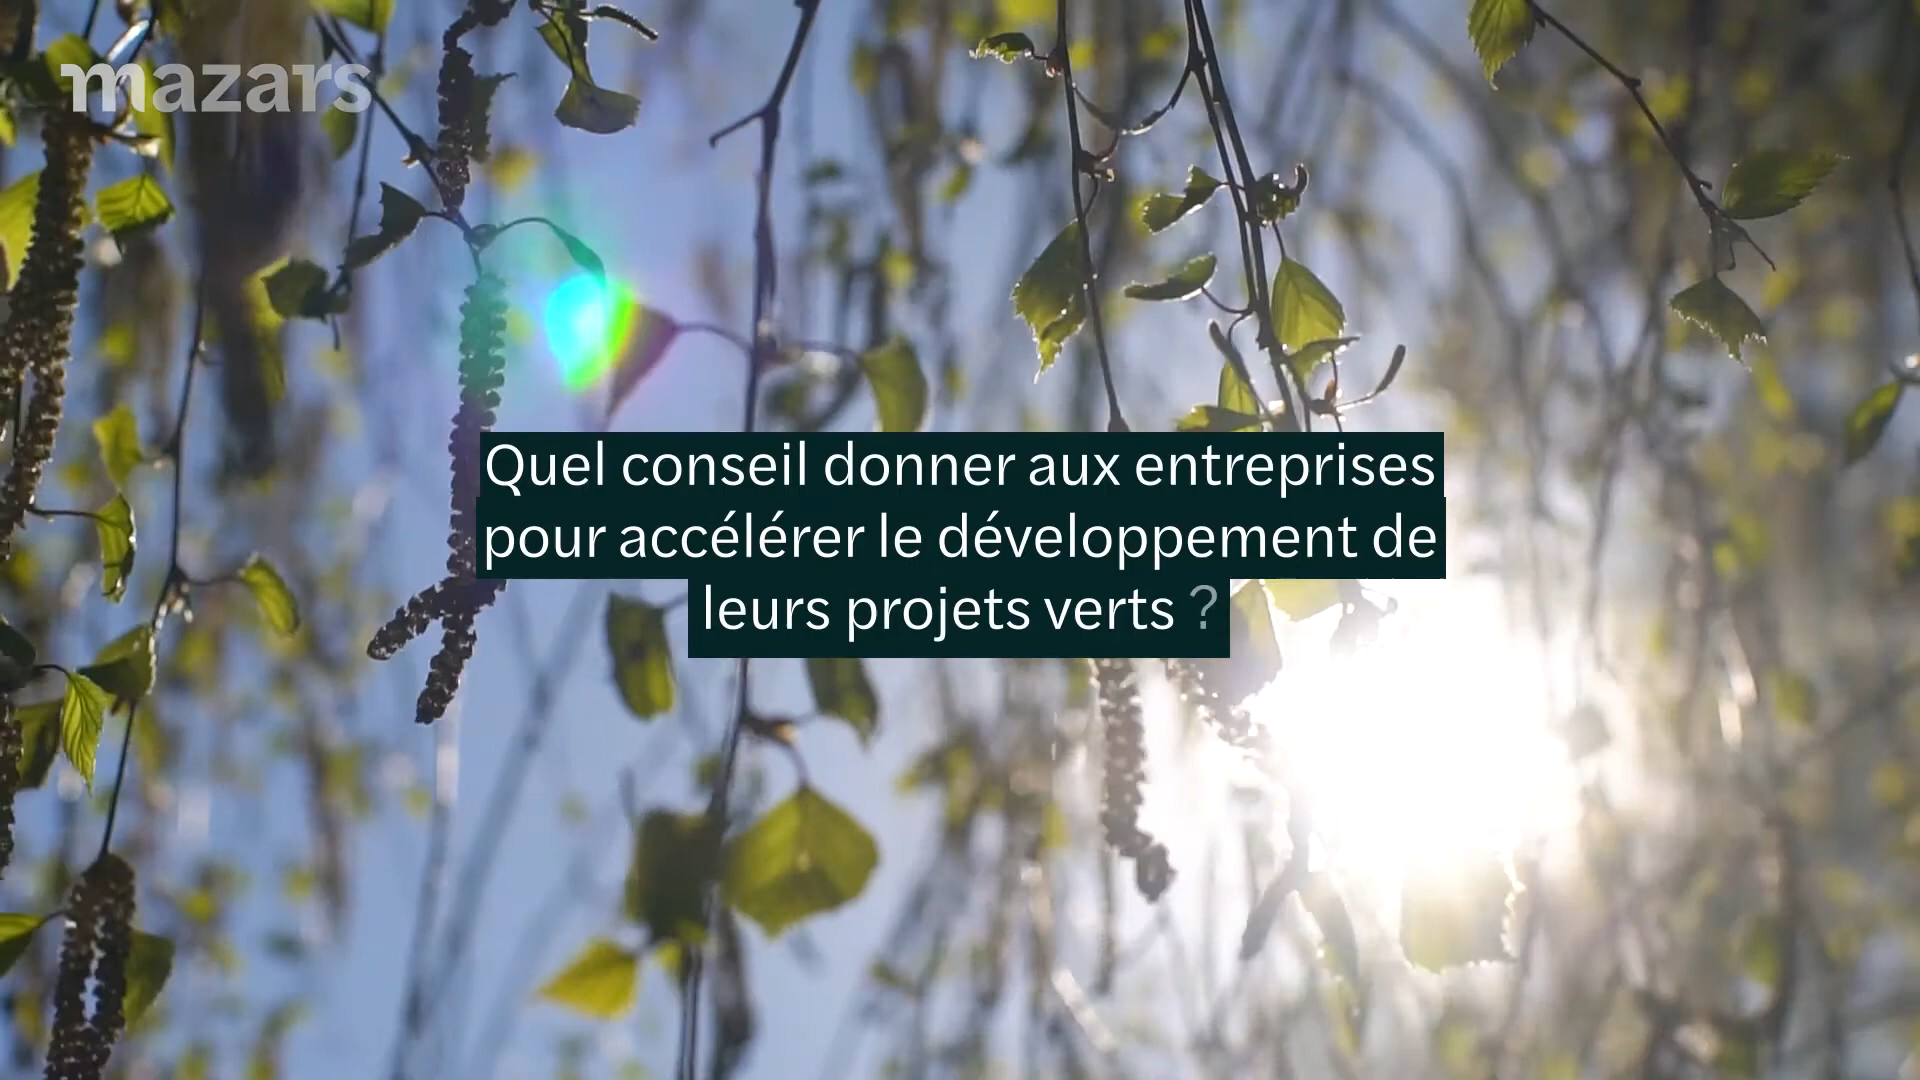 mazars
Quel conseil donner aux entreprises
pour accélérer le développement de
leurs projets verts ?